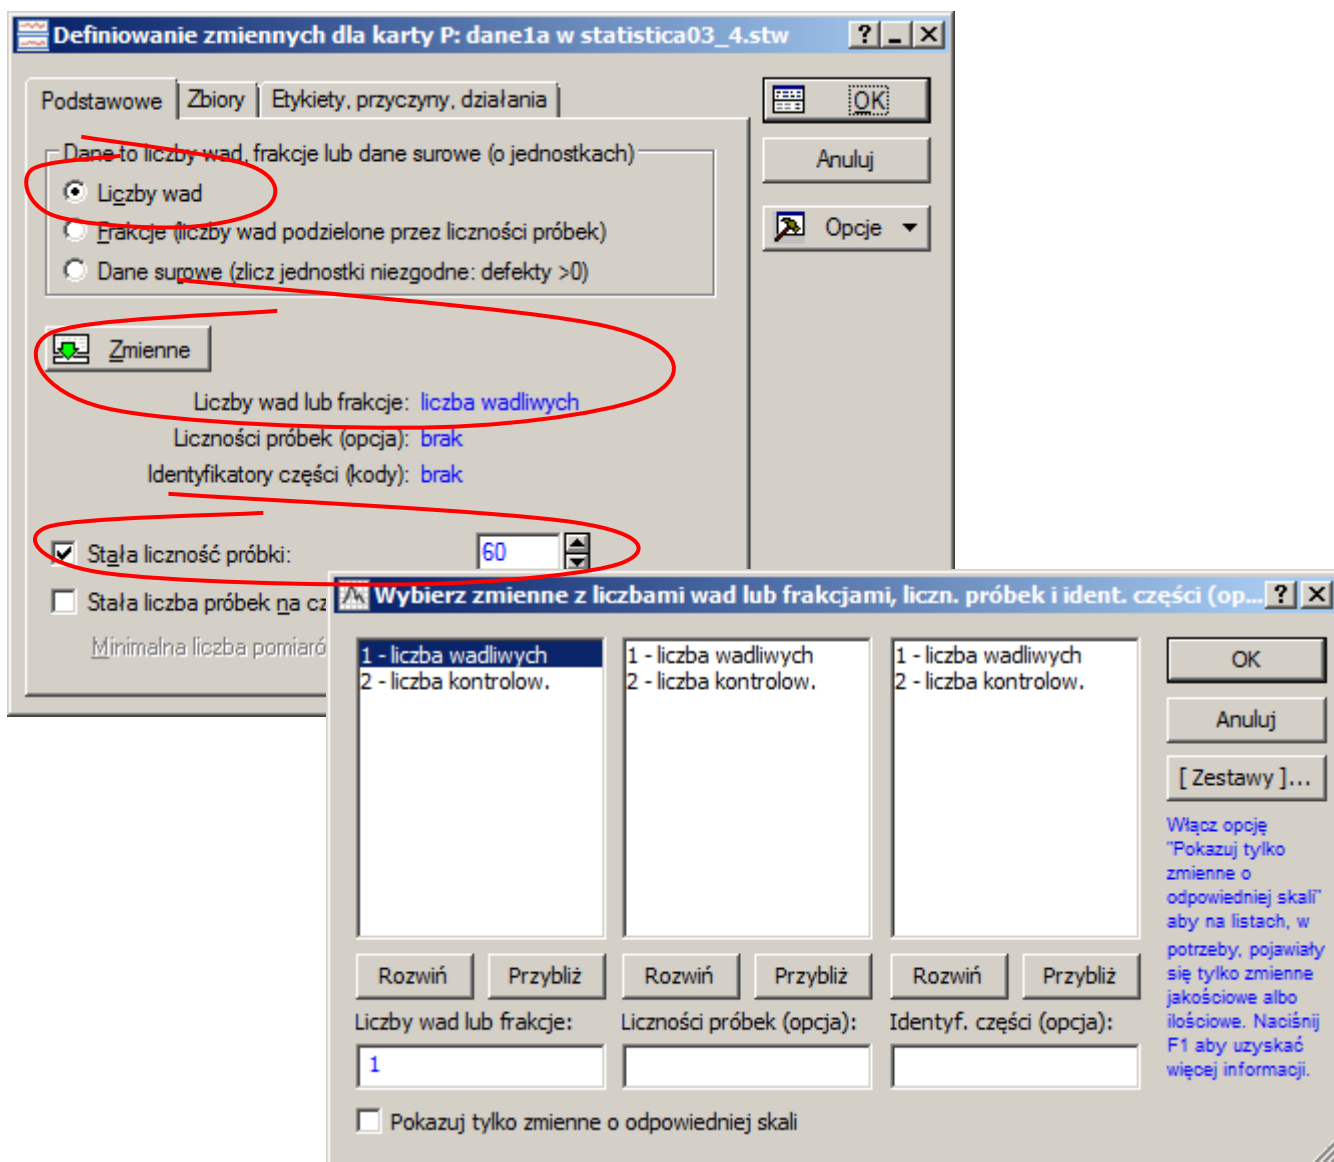 Definiowanie zmiennych dla karty P: dane1a w statistica03_4.stw
Podstawowe Zbiory Etykiety, przyczyny, działania
OK
Anuluj
Opcje
Dane to liczby wad, frakcje lub dane surowe (o jednostkach)
Liczby wad
Frakcje (liczby wad podzielone przez liczności próbek)
Dane surowe (zlicz jednostki niezgodne: defekty >0)
Zmienne
Liczby wad lub frakcje: liczba wadliwych
Liczności próbek (opcja): brak
Identyfikatory części (kody): brak
Stała liczność próbki: 60
Stała liczba próbek na cz
Minimalna liczba pomiaró
Wybierz zmienne z liczbami wad lub frakcjami, liczn. próbek i ident. części (op...
1 - liczba wadliwych
2 - liczba kontrolow.
1 - liczba wadliwych
2 - liczba kontrolow.
1 - liczba wadliwych
2 - liczba kontrolow.
Rozwiń Przybliż
Rozwiń Przybliż
Rozwiń Przybliż
Liczby wad lub frakcje:
Liczności próbek (opcja):
Identyf. części (opcja):
1
Pokazuj tylko zmienne o odpowiedniej skali
OK
Anuluj
[ Zestawy ]...
Włącz opcję
"Pokazuj tylko
zmienne o
odpowiedniej skali"
aby na listach, w
potrzeby, pojawiały
się tylko zmienne
jakościowe albo
ilościowe. Naciśnij
F1 aby uzyskać
więcej informacji.